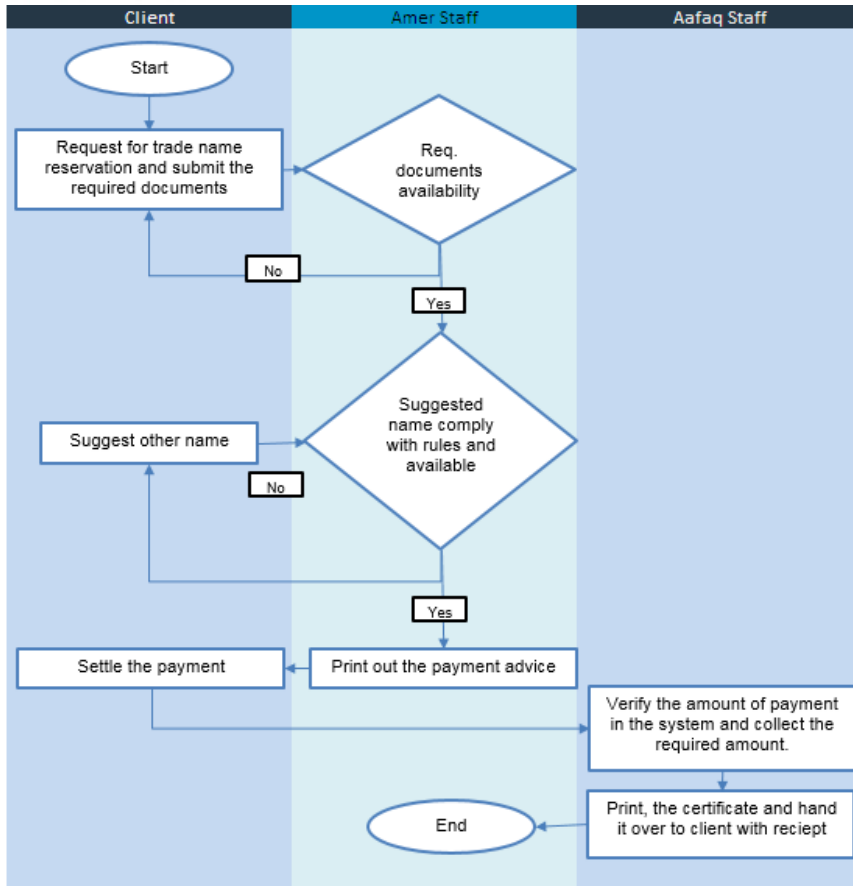 Client
Amer Staff
Aafaq Staff
Start
Request for trade name
reservation and submit the
required documents
Req.
documents
availability
No
Yes
Suggested
name comply
with rules and
available
Suggest other name
No
Yes
Settle the payment
Print out the payment advice
Verify the amount of payment
in the system and collect the
required amount.
Print, the certificate and hand
it over to client with reciept
End